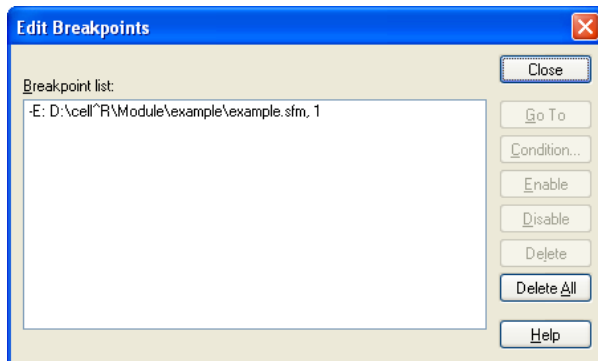 Edit Breakpoints
Close
Breakpoint list:
-E: D:\cell^R\Module\example\example.sfm, 1
Go To
Condition...
Enable
Disable
Delete
Delete All
Help